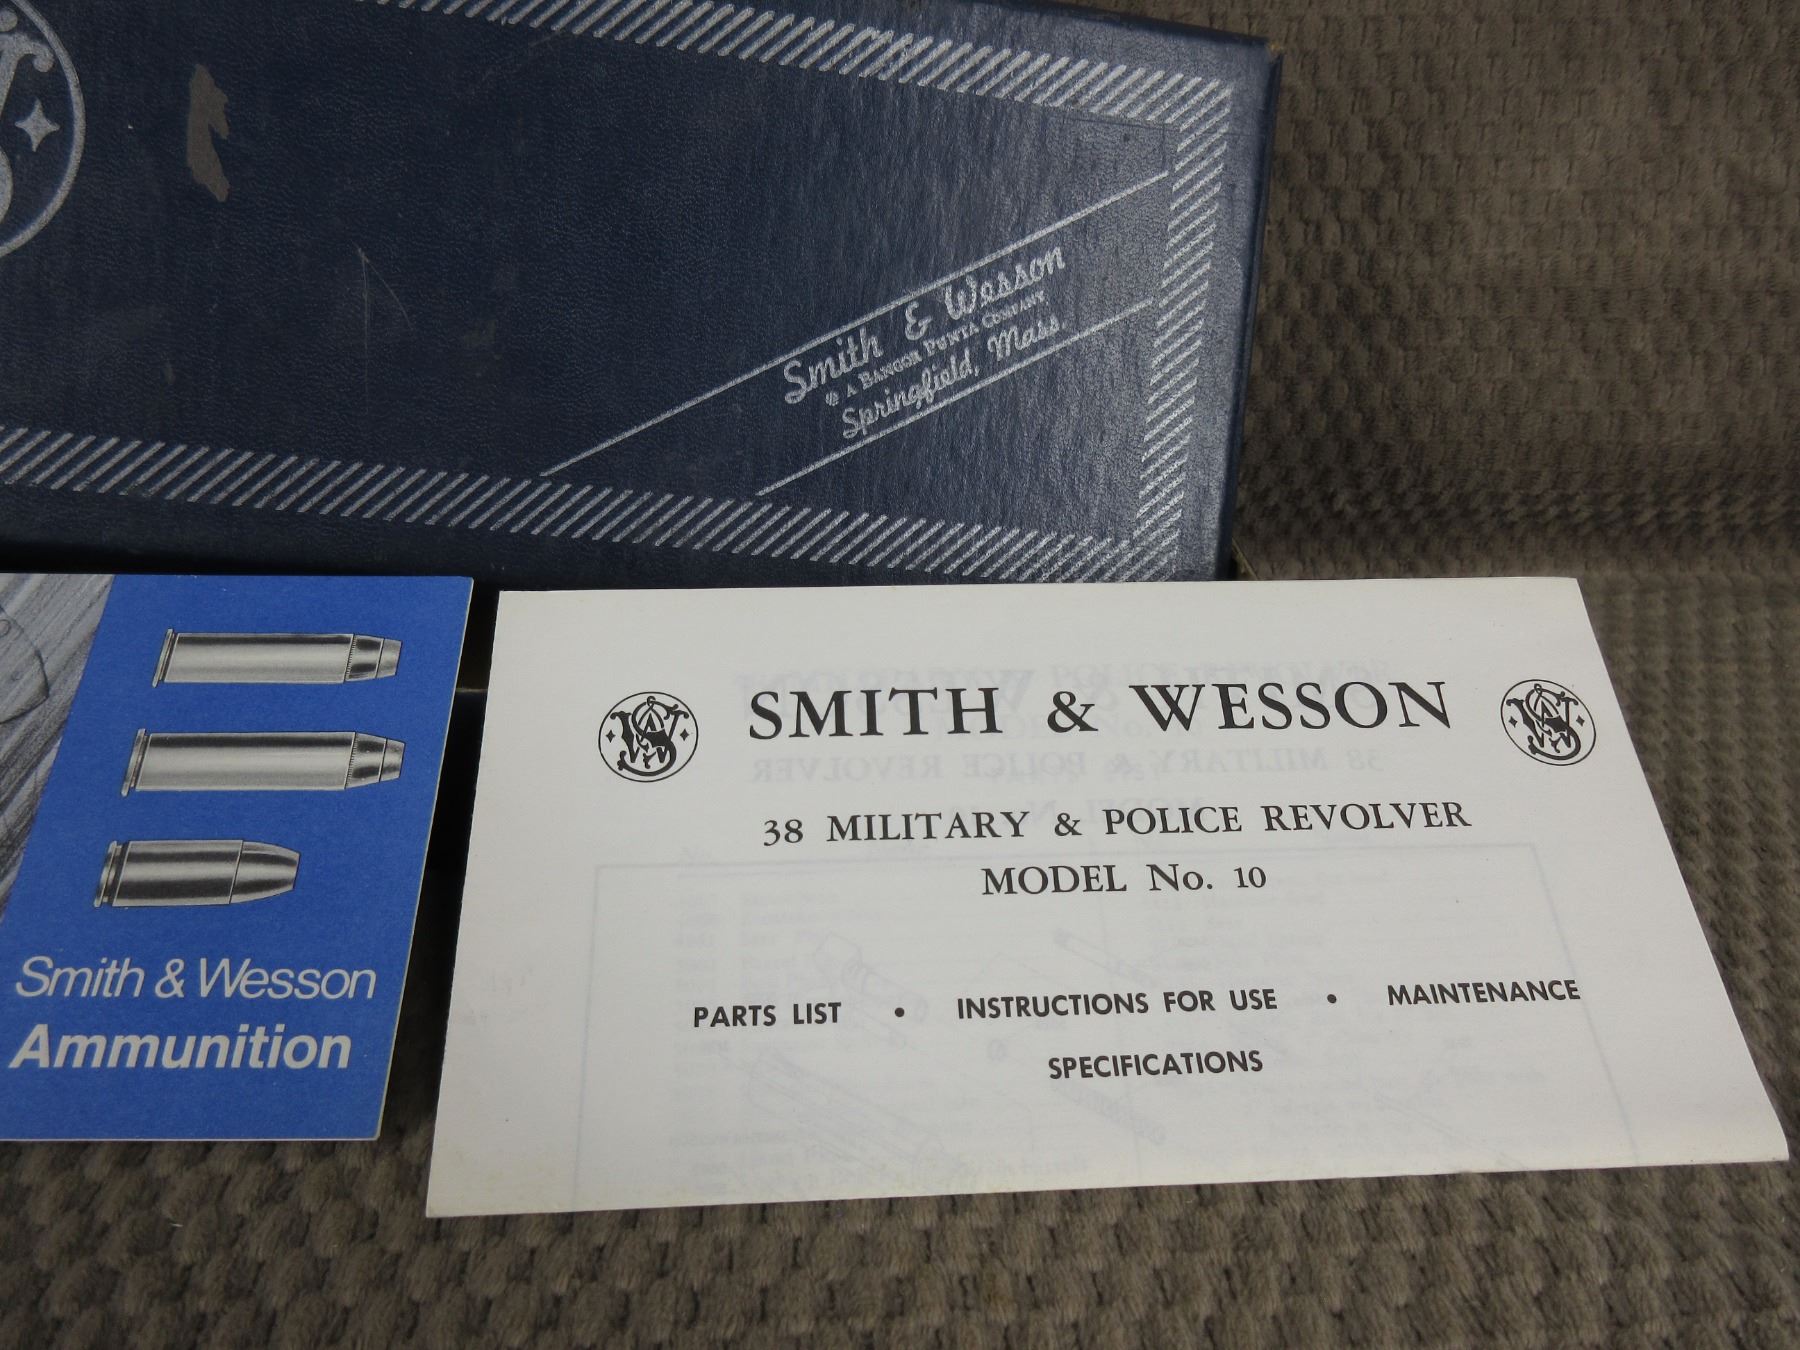 Smith & Wesson
A BANGOR PUNTA COMPANY
Springfield, Mass.
Smith & Wesson
Ammunition
SMITH & WESSON
38 MILITARY & POLICE REVOLVER
MODEL No. 10
PARTS LIST • INSTRUCTIONS FOR USE • MAINTENANCE
SPECIFICATIONS